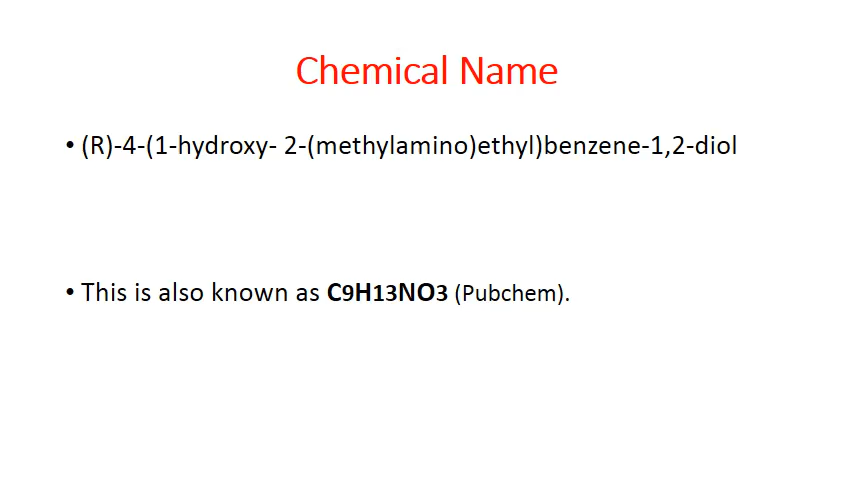 Chemical Name
• (R)-4-(1-hydroxy- 2-(methylamino)ethyl)benzene-1,2-diol
• This is also known as C9H13NO3 (Pubchem).